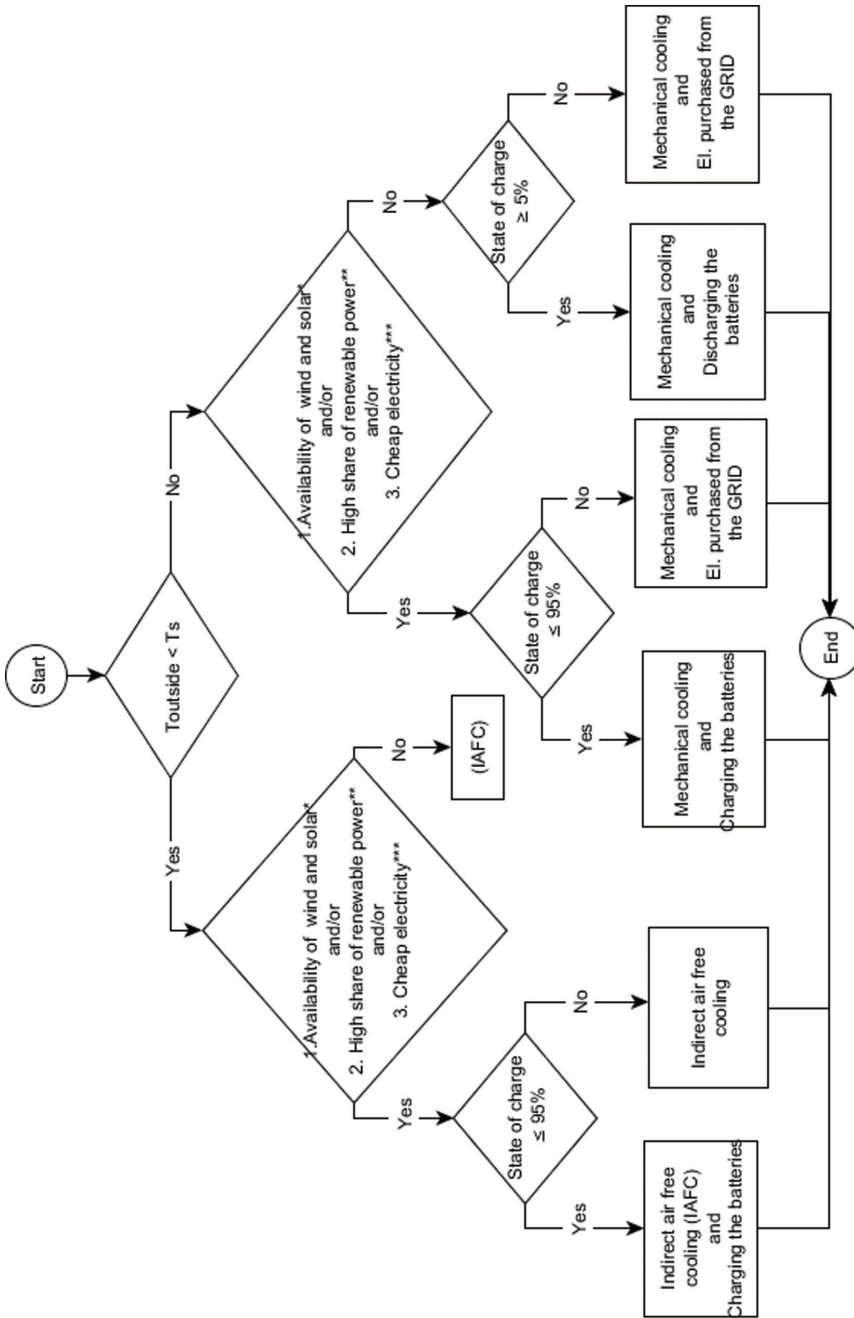 Start
Toutside < Ts
Yes
No
1.Availability of wind and solar*
and/or
2. High share of renewable power**
and/or
3. Cheap electricity***
1.Availability of wind and solar*
and/or
2. High share of renewable power**
and/or
3. Cheap electricity***
Yes
No
Yes
No
State of charge
≤ 95%
(IAFC)
State of charge
≤ 95%
State of charge
≥ 5%
Yes
No
Yes
No
Yes
No
Indirect air free
cooling (IAFC)
and
Charging the batteries
Indirect air free
cooling
Mechanical cooling
and
Charging the batteries
Mechanical cooling
and
El. purchased from
the GRID
Mechanical cooling
and
Discharging the
batteries
Mechanical cooling
and
El. purchased from
the GRID
End